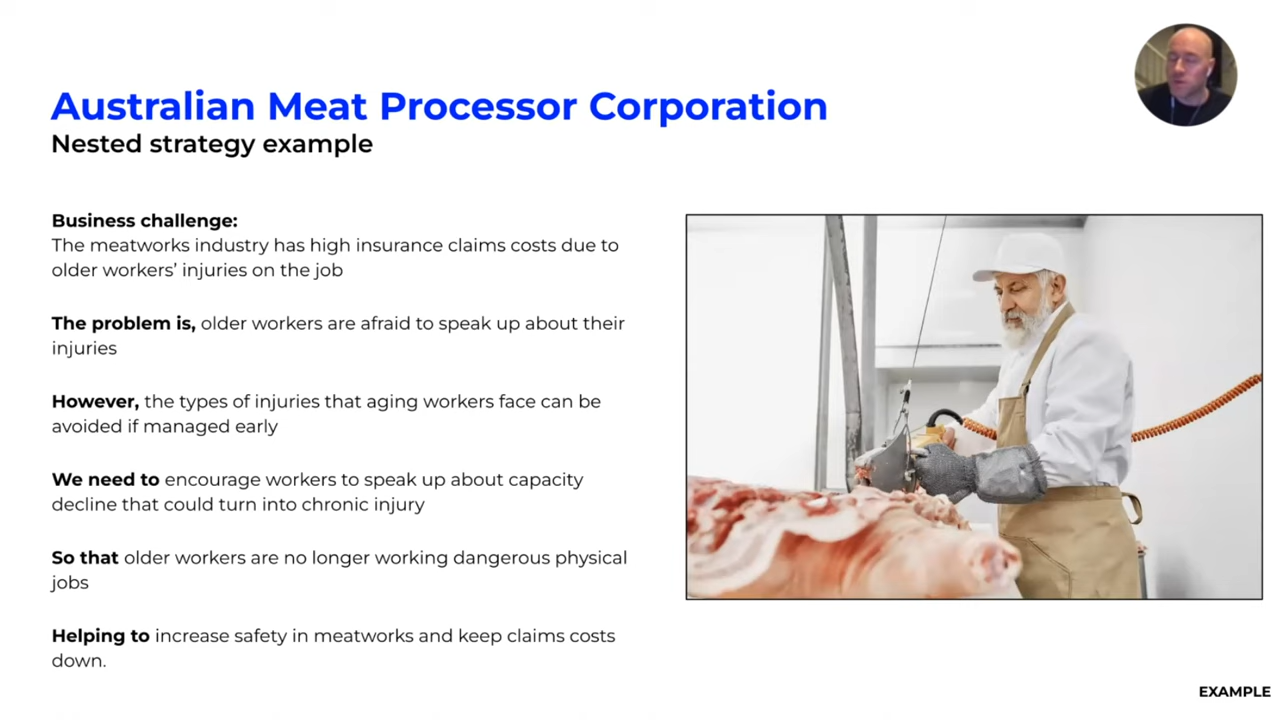 Australian Meat Processor Corporation
Nested strategy example
Business challenge:
The meatworks industry has high insurance claims costs due to
older workers’ injuries on the job
The problem is, older workers are afraid to speak up about their
injuries
However, the types of injuries that aging workers face can be
avoided if managed early
We need to encourage workers to speak up about capacity
decline that could turn into chronic injury
So that older workers are no longer working dangerous physical
jobs
Helping to increase safety in meatworks and keep claims costs
down.
EXAMPLE